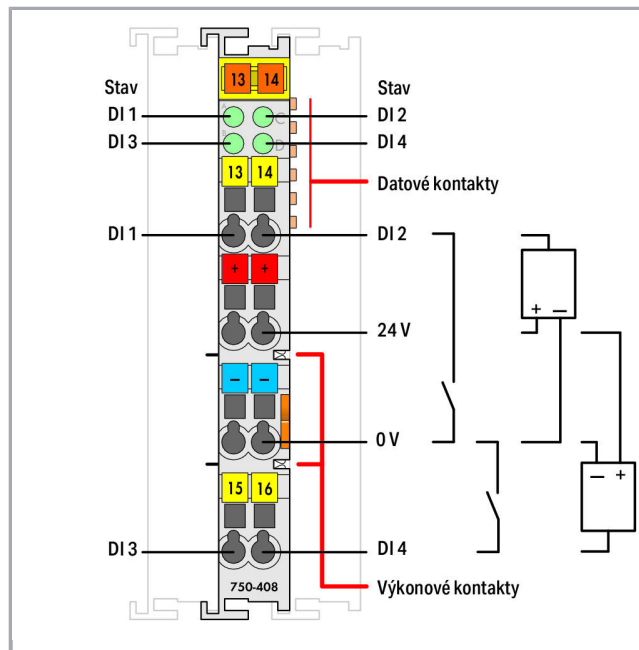 13 14
Stav Stav
A C
DI 1 DI 2
B D
DI 3 DI 4
13 14
Datové kontakty
DI 1 DI 2
+ +
+ −
24 V
− −
0 V
− +
15 16
DI 3 DI 4
750-408
Výkonové kontakty